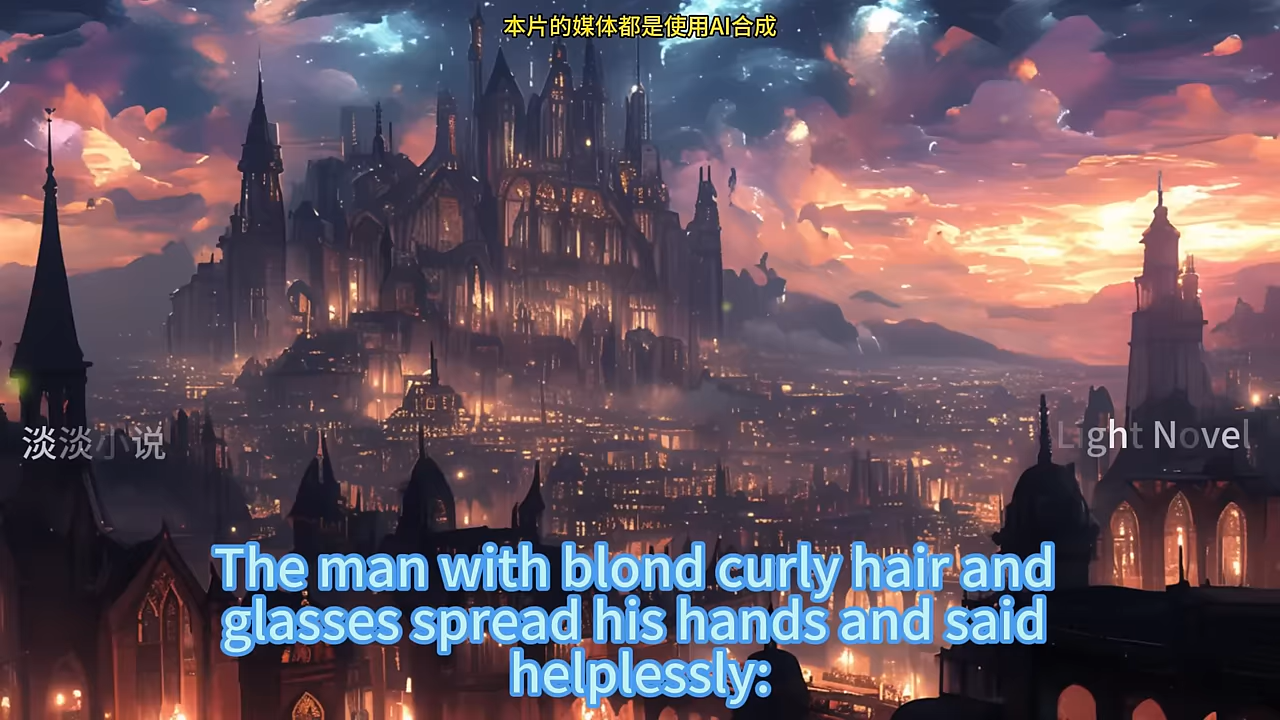 本片的媒体都是使用AI合成
淡淡小说
Light Novel
The man with blond curly hair and
glasses spread his hands and said
helplessly: